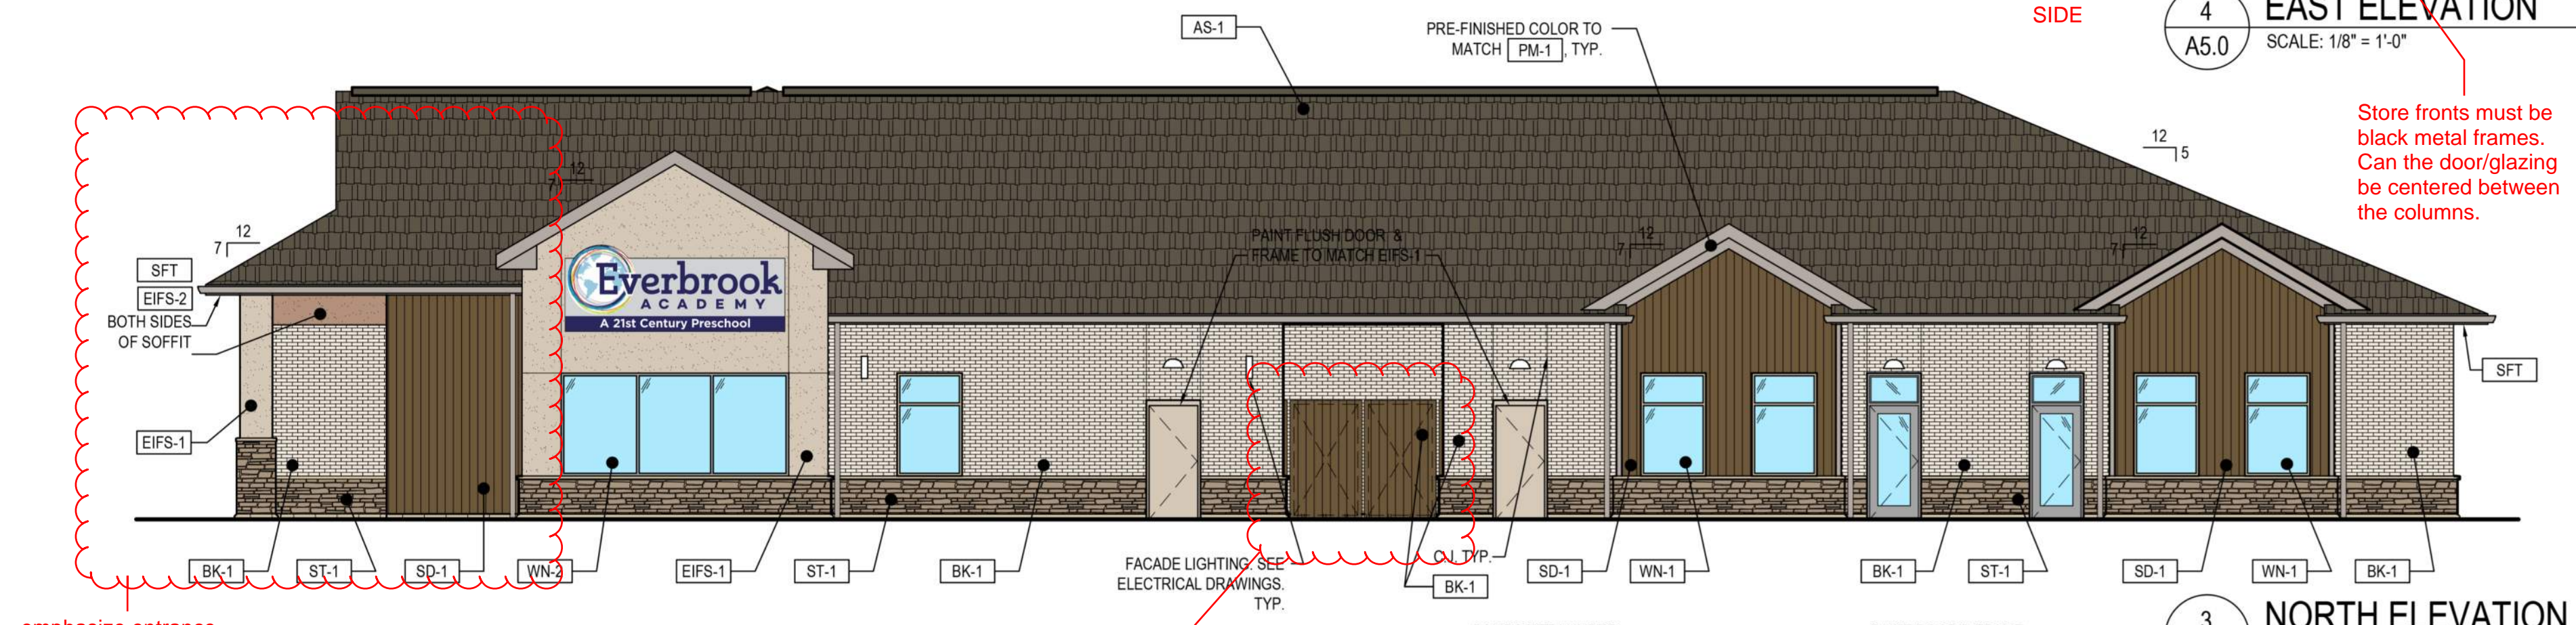 SIDE
4
EAST ELEVATION
A5.0
SCALE: 1/8" = 1'-0"
AS-1
PRE-FINISHED COLOR TO
MATCH PM-1, TYP.
Store fronts must be
black metal frames.
Can the door/glazing
be centered between
the columns.
12
5
12
7
12
7
SFT
EIFS-2
BOTH SIDES
OF SOFFIT
EIFS-1
Everbrook
ACADEMY
A 21st Century Preschool
PAINT FLUSH DOOR &
FRAME TO MATCH EIFS-1
12
7
12
7
SFT
BK-1
ST-1
SD-1
WN-2
EIFS-1
ST-1
BK-1
FACADE LIGHTING. SEE
ELECTRICAL DRAWINGS.
TYP.
C.J. TYP.
BK-1
SD-1
WN-1
BK-1
ST-1
SD-1
WN-1
BK-1
emphasize entrance
3
NORTH ELEVATION